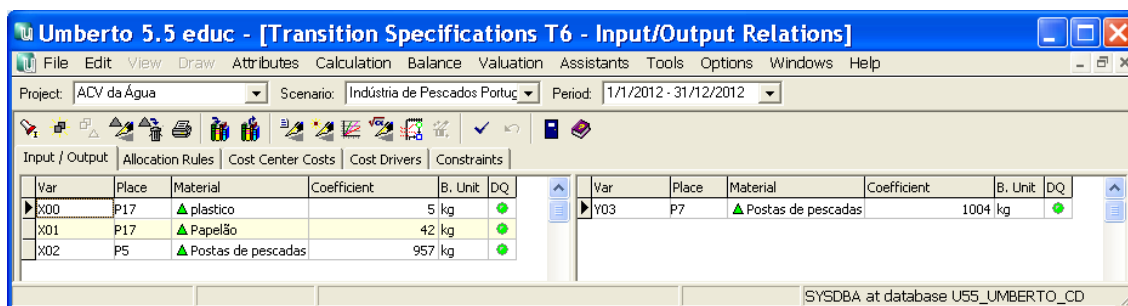 Umberto 5.5 educ - [Transition Specifications T6 - Input/Output Relations]
File Edit View Draw Attributes Calculation Balance Valuation Assistants Tools Options Windows Help
Project: ACV da Água Scenario: Indústria de Pescados Portug Period: 1/1/2012 - 31/12/2012
Input / Output Allocation Rules Cost Center Costs Cost Drivers Constraints
Var Place Material Coefficient B. Unit DQ Var Place Material Coefficient B. Unit DQ
X00 P17 plastico 5 kg Y03 P7 Postas de pescadas 1004 kg
X01 P17 Papelão 42 kg
X02 P5 Postas de pescadas 957 kg
SYSDBA at database U55_UMBERTO_CD